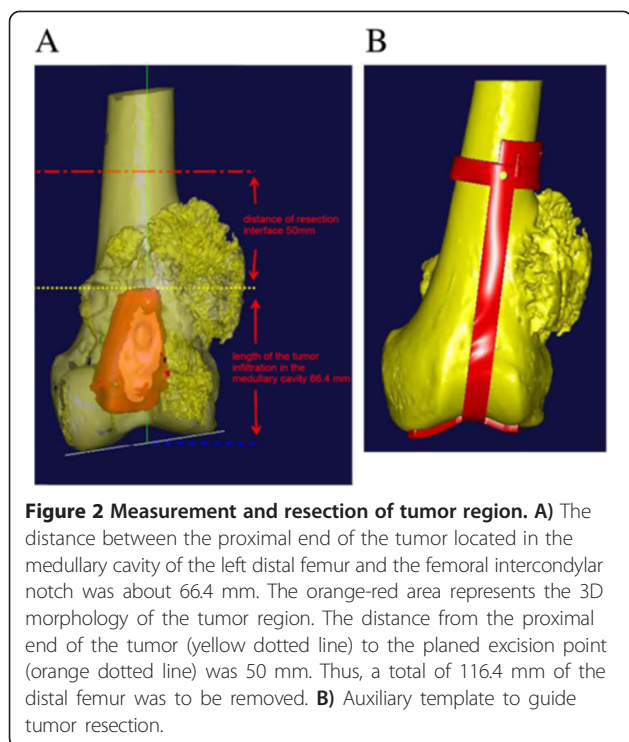 A
B
distance of resection
interface 50mm
length of the tumor
infiltration in the
medullary cavity 66.4 mm
Figure 2 Measurement and resection of tumor region. A) The
distance between the proximal end of the tumor located in the
medullary cavity of the left distal femur and the femoral intercondylar
notch was about 66.4 mm. The orange-red area represents the 3D
morphology of the tumor region. The distance from the proximal
end of the tumor (yellow dotted line) to the planed excision point
(orange dotted line) was 50 mm. Thus, a total of 116.4 mm of the
distal femur was to be removed. B) Auxiliary template to guide
tumor resection.